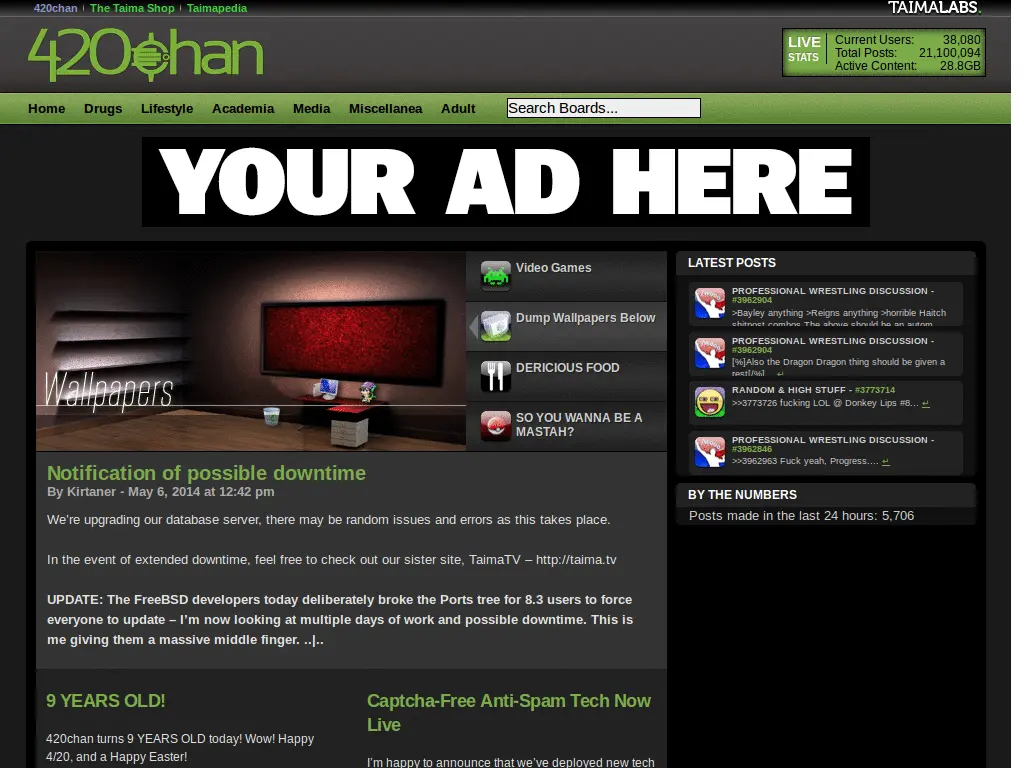 420chan | The Taima Shop | Taimapedia
TAIMALABS.
420chan
LIVE STATS
Current Users: 38,080
Total Posts: 21,100,094
Active Content: 28.8GB
Home Drugs Lifestyle Academia Media Miscellanea Adult Search Boards...
YOUR AD HERE
Wallpapers
Video Games
Dump Wallpapers Below
DERICIOUS FOOD
SO YOU WANNA BE A
MASTAH?
Notification of possible downtime
By Kirtaner - May 6, 2014 at 12:42 pm
We're upgrading our database server, there may be random issues and errors as this takes place.
In the event of extended downtime, feel free to check out our sister site, TaimaTV – http://taima.tv
UPDATE: The FreeBSD developers today deliberately broke the Ports tree for 8.3 users to force
everyone to update – I'm now looking at multiple days of work and possible downtime. This is
me giving them a massive middle finger. ..|..
9 YEARS OLD!
420chan turns 9 YEARS OLD today! Wow! Happy
4/20, and a Happy Easter!
Captcha-Free Anti-Spam Tech Now
Live
I'm happy to announce that we've deployed new tech
LATEST POSTS
PROFESSIONAL WRESTLING DISCUSSION -
#3962904
>Bayley anything >Reigns anything >horrible Haitch
shitpost combos The above should be an autom
PROFESSIONAL WRESTLING DISCUSSION -
#3962904
[%]Also the Dragon Dragon thing should be given a
rest[/%]... ↵
RANDOM & HIGH STUFF - #3773714
>>3773726 fucking LOL @ Donkey Lips #8... ↵
PROFESSIONAL WRESTLING DISCUSSION -
#3962846
>>3962963 Fuck yeah, Progress.... ↵
BY THE NUMBERS
Posts made in the last 24 hours: 5,706